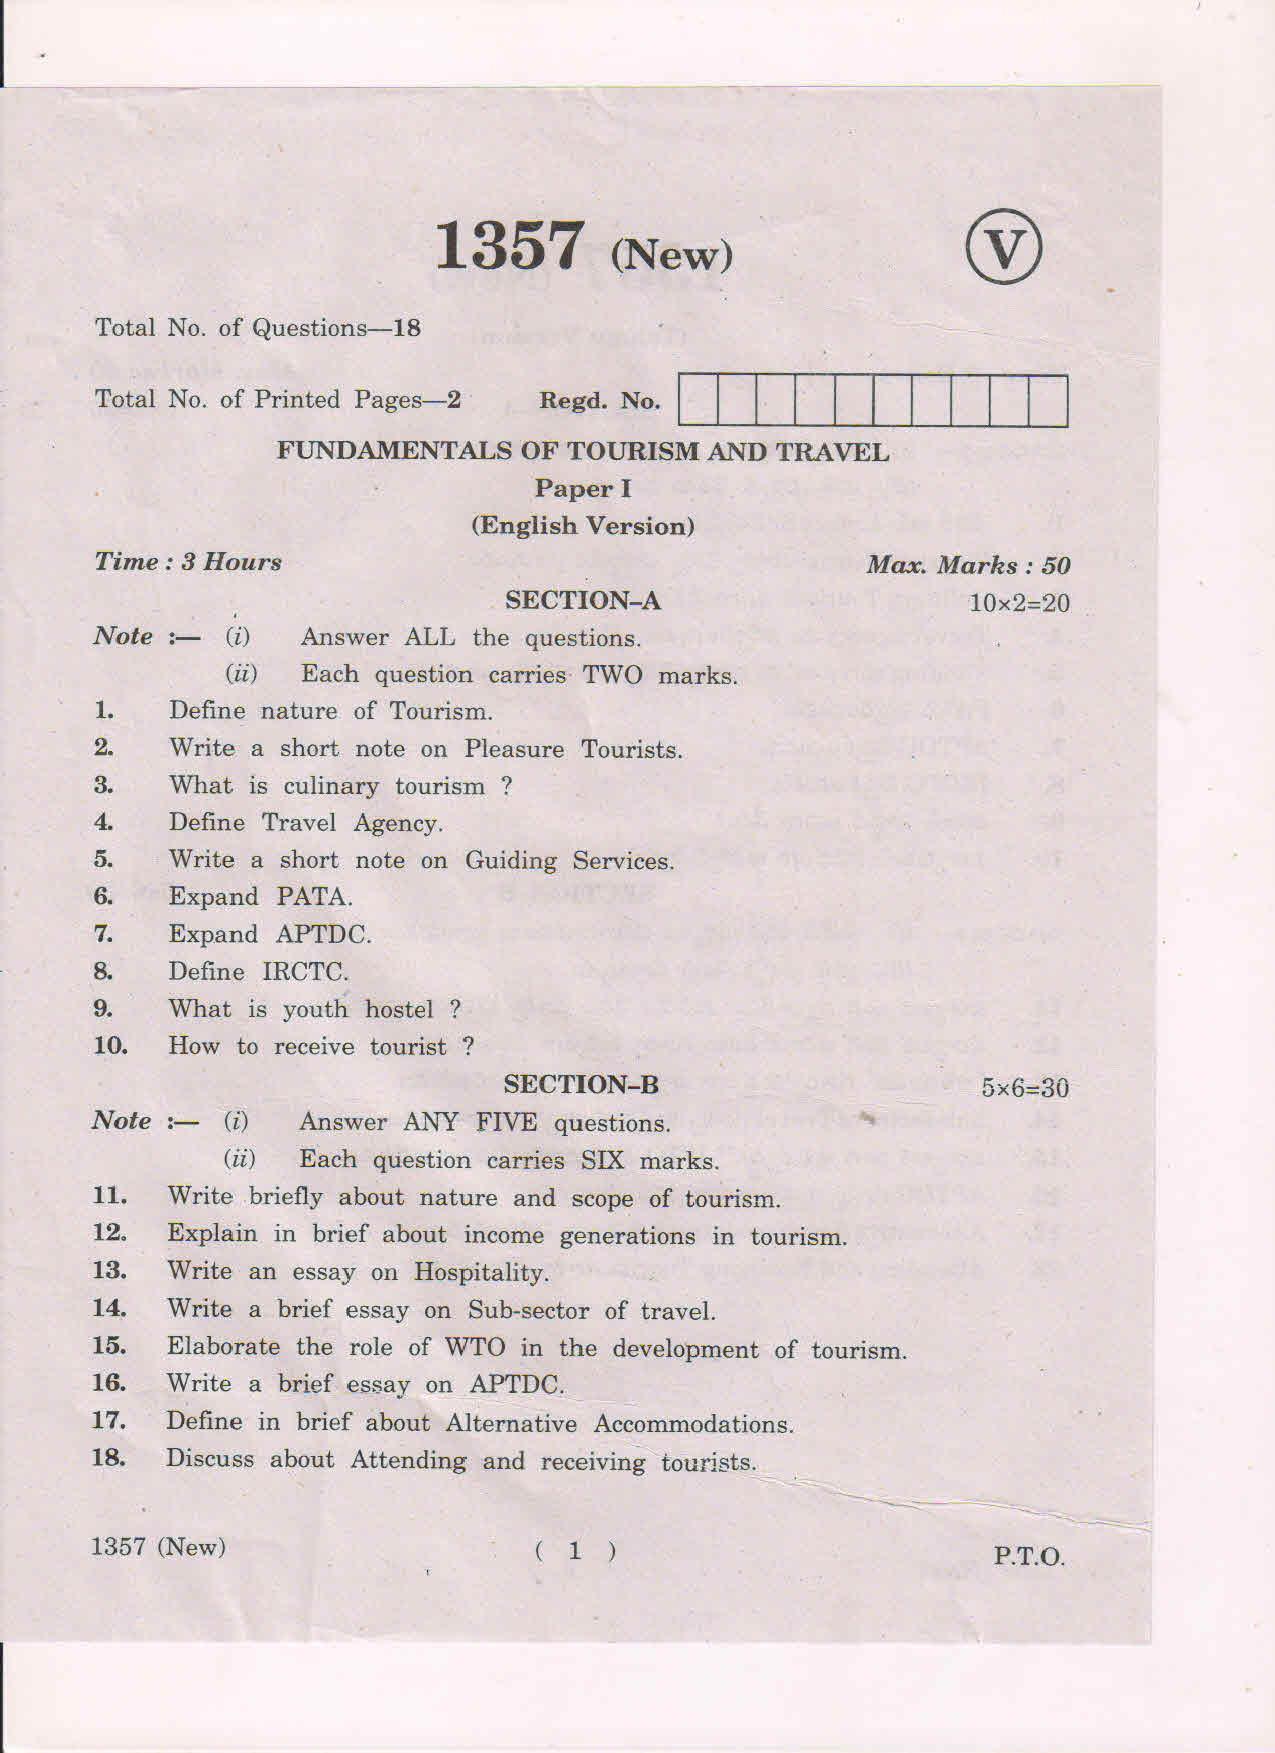 1357 (New)
V
Total No. of Questions—18
Total No. of Printed Pages—2 Regd. No.
FUNDAMENTALS OF TOURISM AND TRAVEL
Paper I
(English Version)
Time : 3 Hours Max. Marks : 50
SECTION–A 10×2=20
Note :— (i) Answer ALL the questions.
(ii) Each question carries TWO marks.
1. Define nature of Tourism.
2. Write a short note on Pleasure Tourists.
3. What is culinary tourism ?
4. Define Travel Agency.
5. Write a short note on Guiding Services.
6. Expand PATA.
7. Expand APTDC.
8. Define IRCTC.
9. What is youth hostel ?
10. How to receive tourist ?
SECTION–B 5×6=30
Note :— (i) Answer ANY FIVE questions.
(ii) Each question carries SIX marks.
11. Write briefly about nature and scope of tourism.
12. Explain in brief about income generations in tourism.
13. Write an essay on Hospitality.
14. Write a brief essay on Sub-sector of travel.
15. Elaborate the role of WTO in the development of tourism.
16. Write a brief essay on APTDC.
17. Define in brief about Alternative Accommodations.
18. Discuss about Attending and receiving tourists.
1357 (New) ( 1 ) P.T.O.